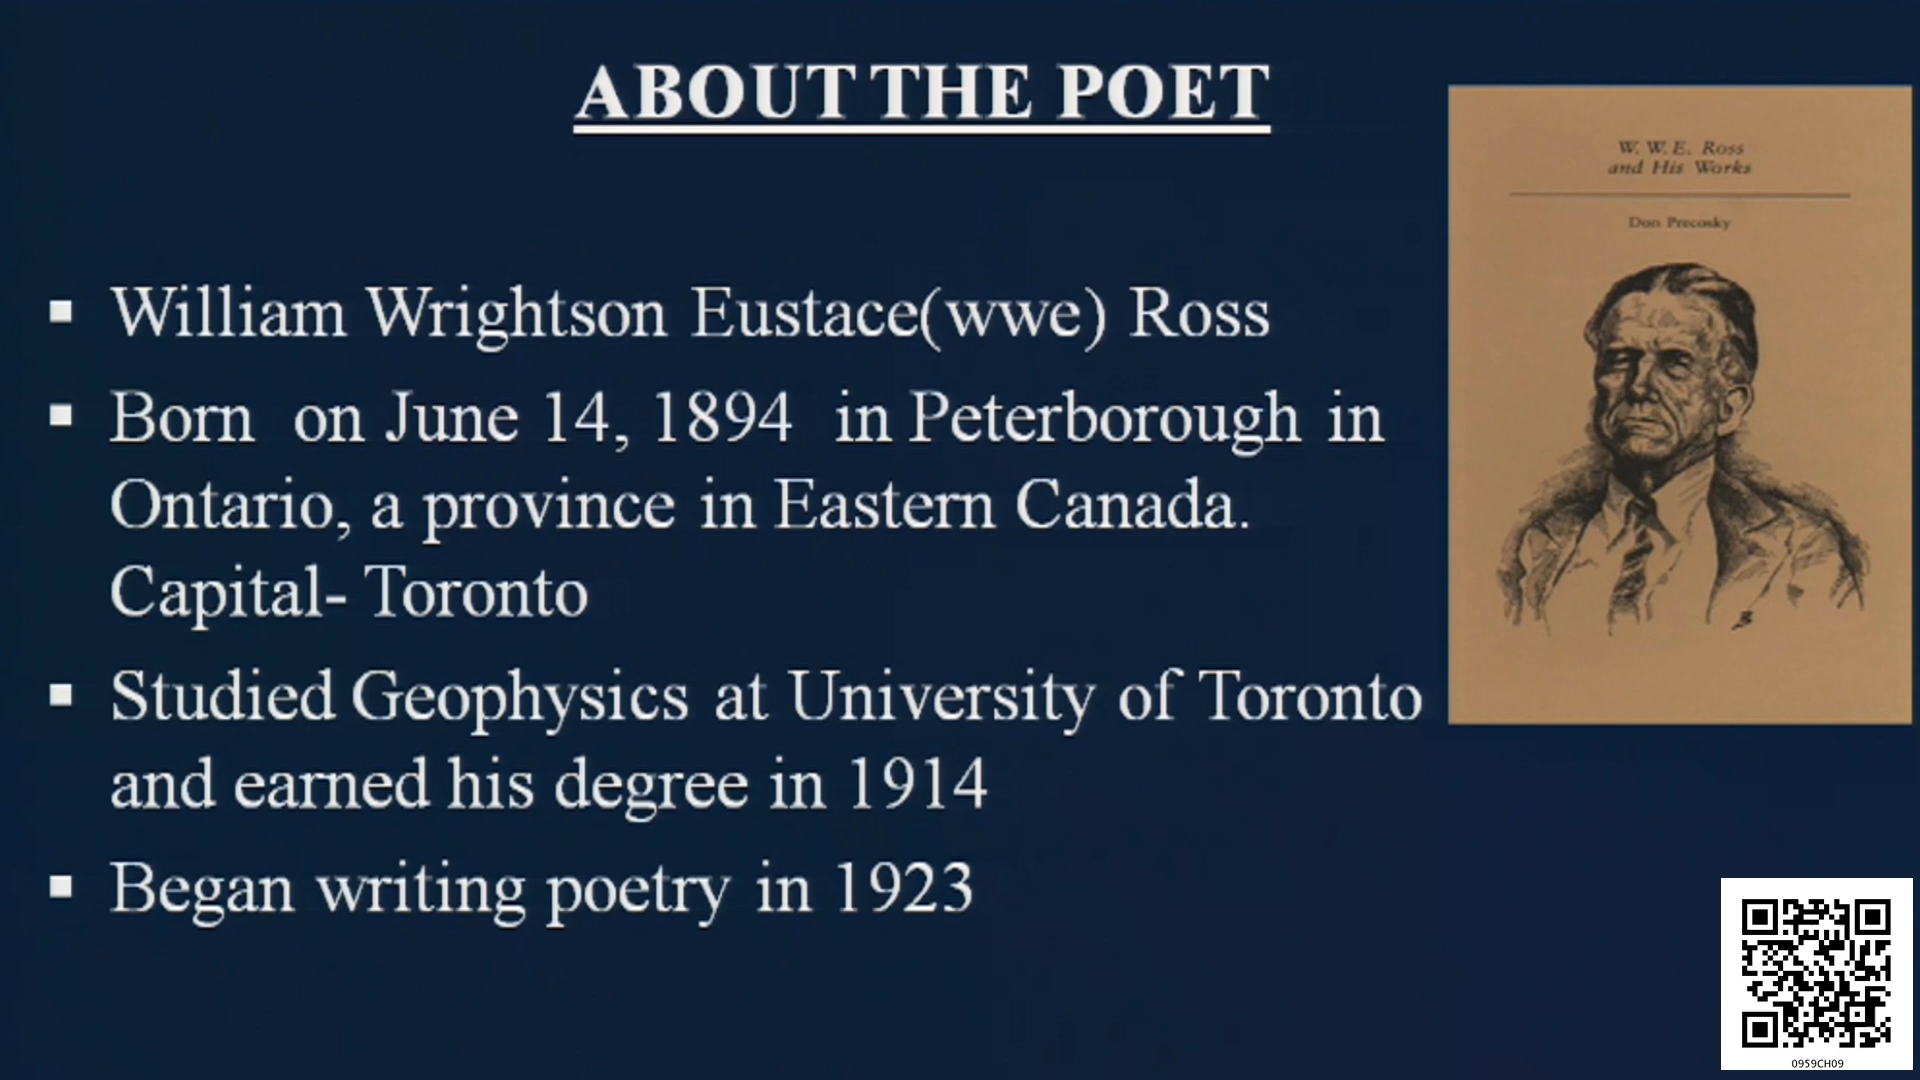 ABOUT THE POET
William Wrightson Eustace(wwe) Ross
Born on June 14, 1894 in Peterborough in
Ontario, a province in Eastern Canada.
Capital- Toronto
Studied Geophysics at University of Toronto
and earned his degree in 1914
Began writing poetry in 1923
W. W. E. Ross
and His Works
Don Precosky
0959CH09